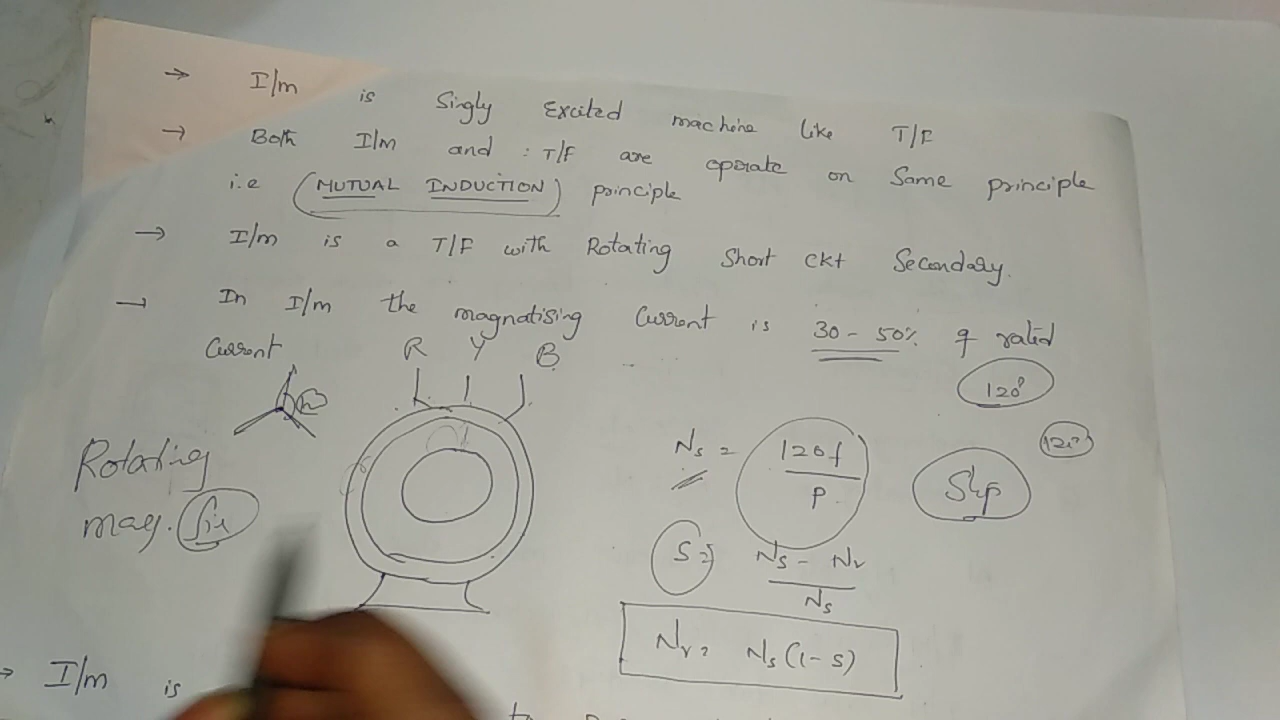 → I/m is Singly Excited machine like T/F
→ Both I/m and : T/F are operate on Same principle
i.e (MUTUAL INDUCTION) principle
→ I/m is a T/F with Rotating Short ckt Secondary.
→ In I/m the magnatising Current is 30 - 50% of rated
Current
R Y B
120°
120°
Rotating
mag.
Ns = 120f
P
Slip
S = Ns - Nr
Ns
Nr = Ns(1-s)
→ I/m is